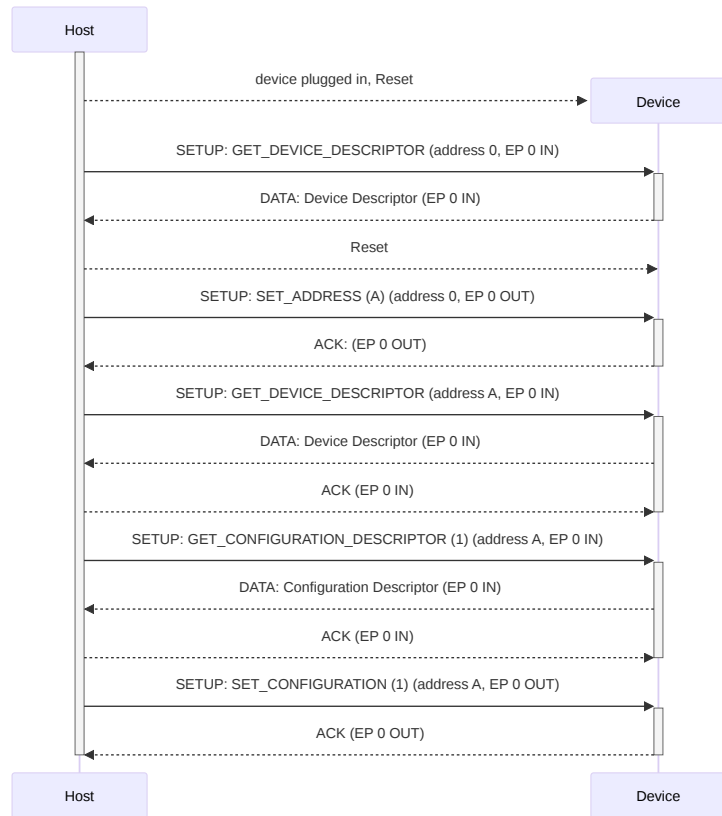 Host
device plugged in, Reset
Device
SETUP: GET_DEVICE_DESCRIPTOR (address 0, EP 0 IN)
DATA: Device Descriptor (EP 0 IN)
Reset
SETUP: SET_ADDRESS (A) (address 0, EP 0 OUT)
ACK: (EP 0 OUT)
SETUP: GET_DEVICE_DESCRIPTOR (address A, EP 0 IN)
DATA: Device Descriptor (EP 0 IN)
ACK (EP 0 IN)
SETUP: GET_CONFIGURATION_DESCRIPTOR (1) (address A, EP 0 IN)
DATA: Configuration Descriptor (EP 0 IN)
ACK (EP 0 IN)
SETUP: SET_CONFIGURATION (1) (address A, EP 0 OUT)
ACK (EP 0 OUT)
Host
Device